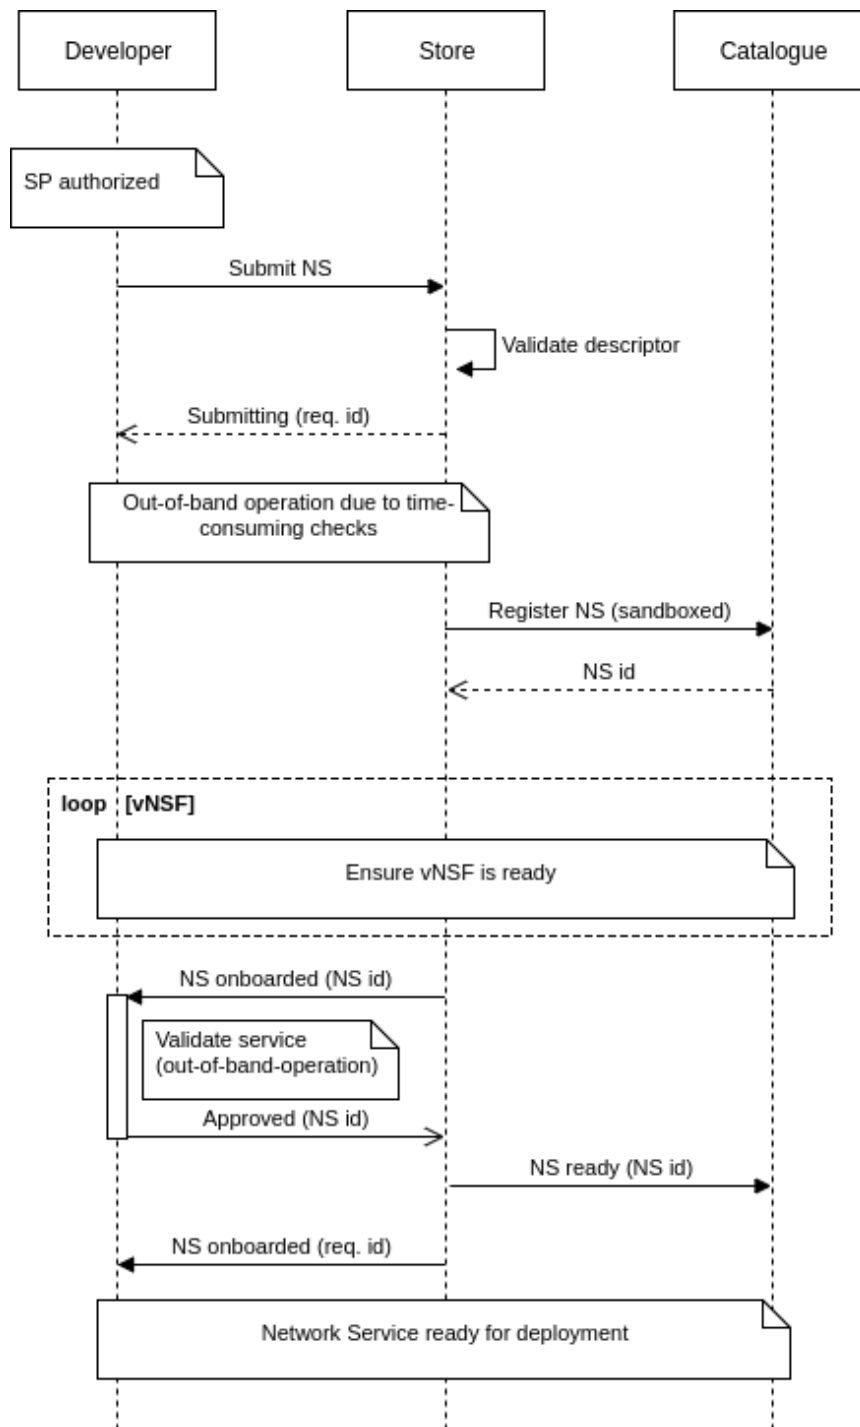 Developer
Store
Catalogue
SP authorized
Submit NS
Validate descriptor
Submitting (req. id)
Out-of-band operation due to time-
consuming checks
Register NS (sandboxed)
NS id
loop [vNSF]
Ensure vNSF is ready
NS onboarded (NS id)
Validate service
(out-of-band-operation)
Approved (NS id)
NS ready (NS id)
NS onboarded (req. id)
Network Service ready for deployment